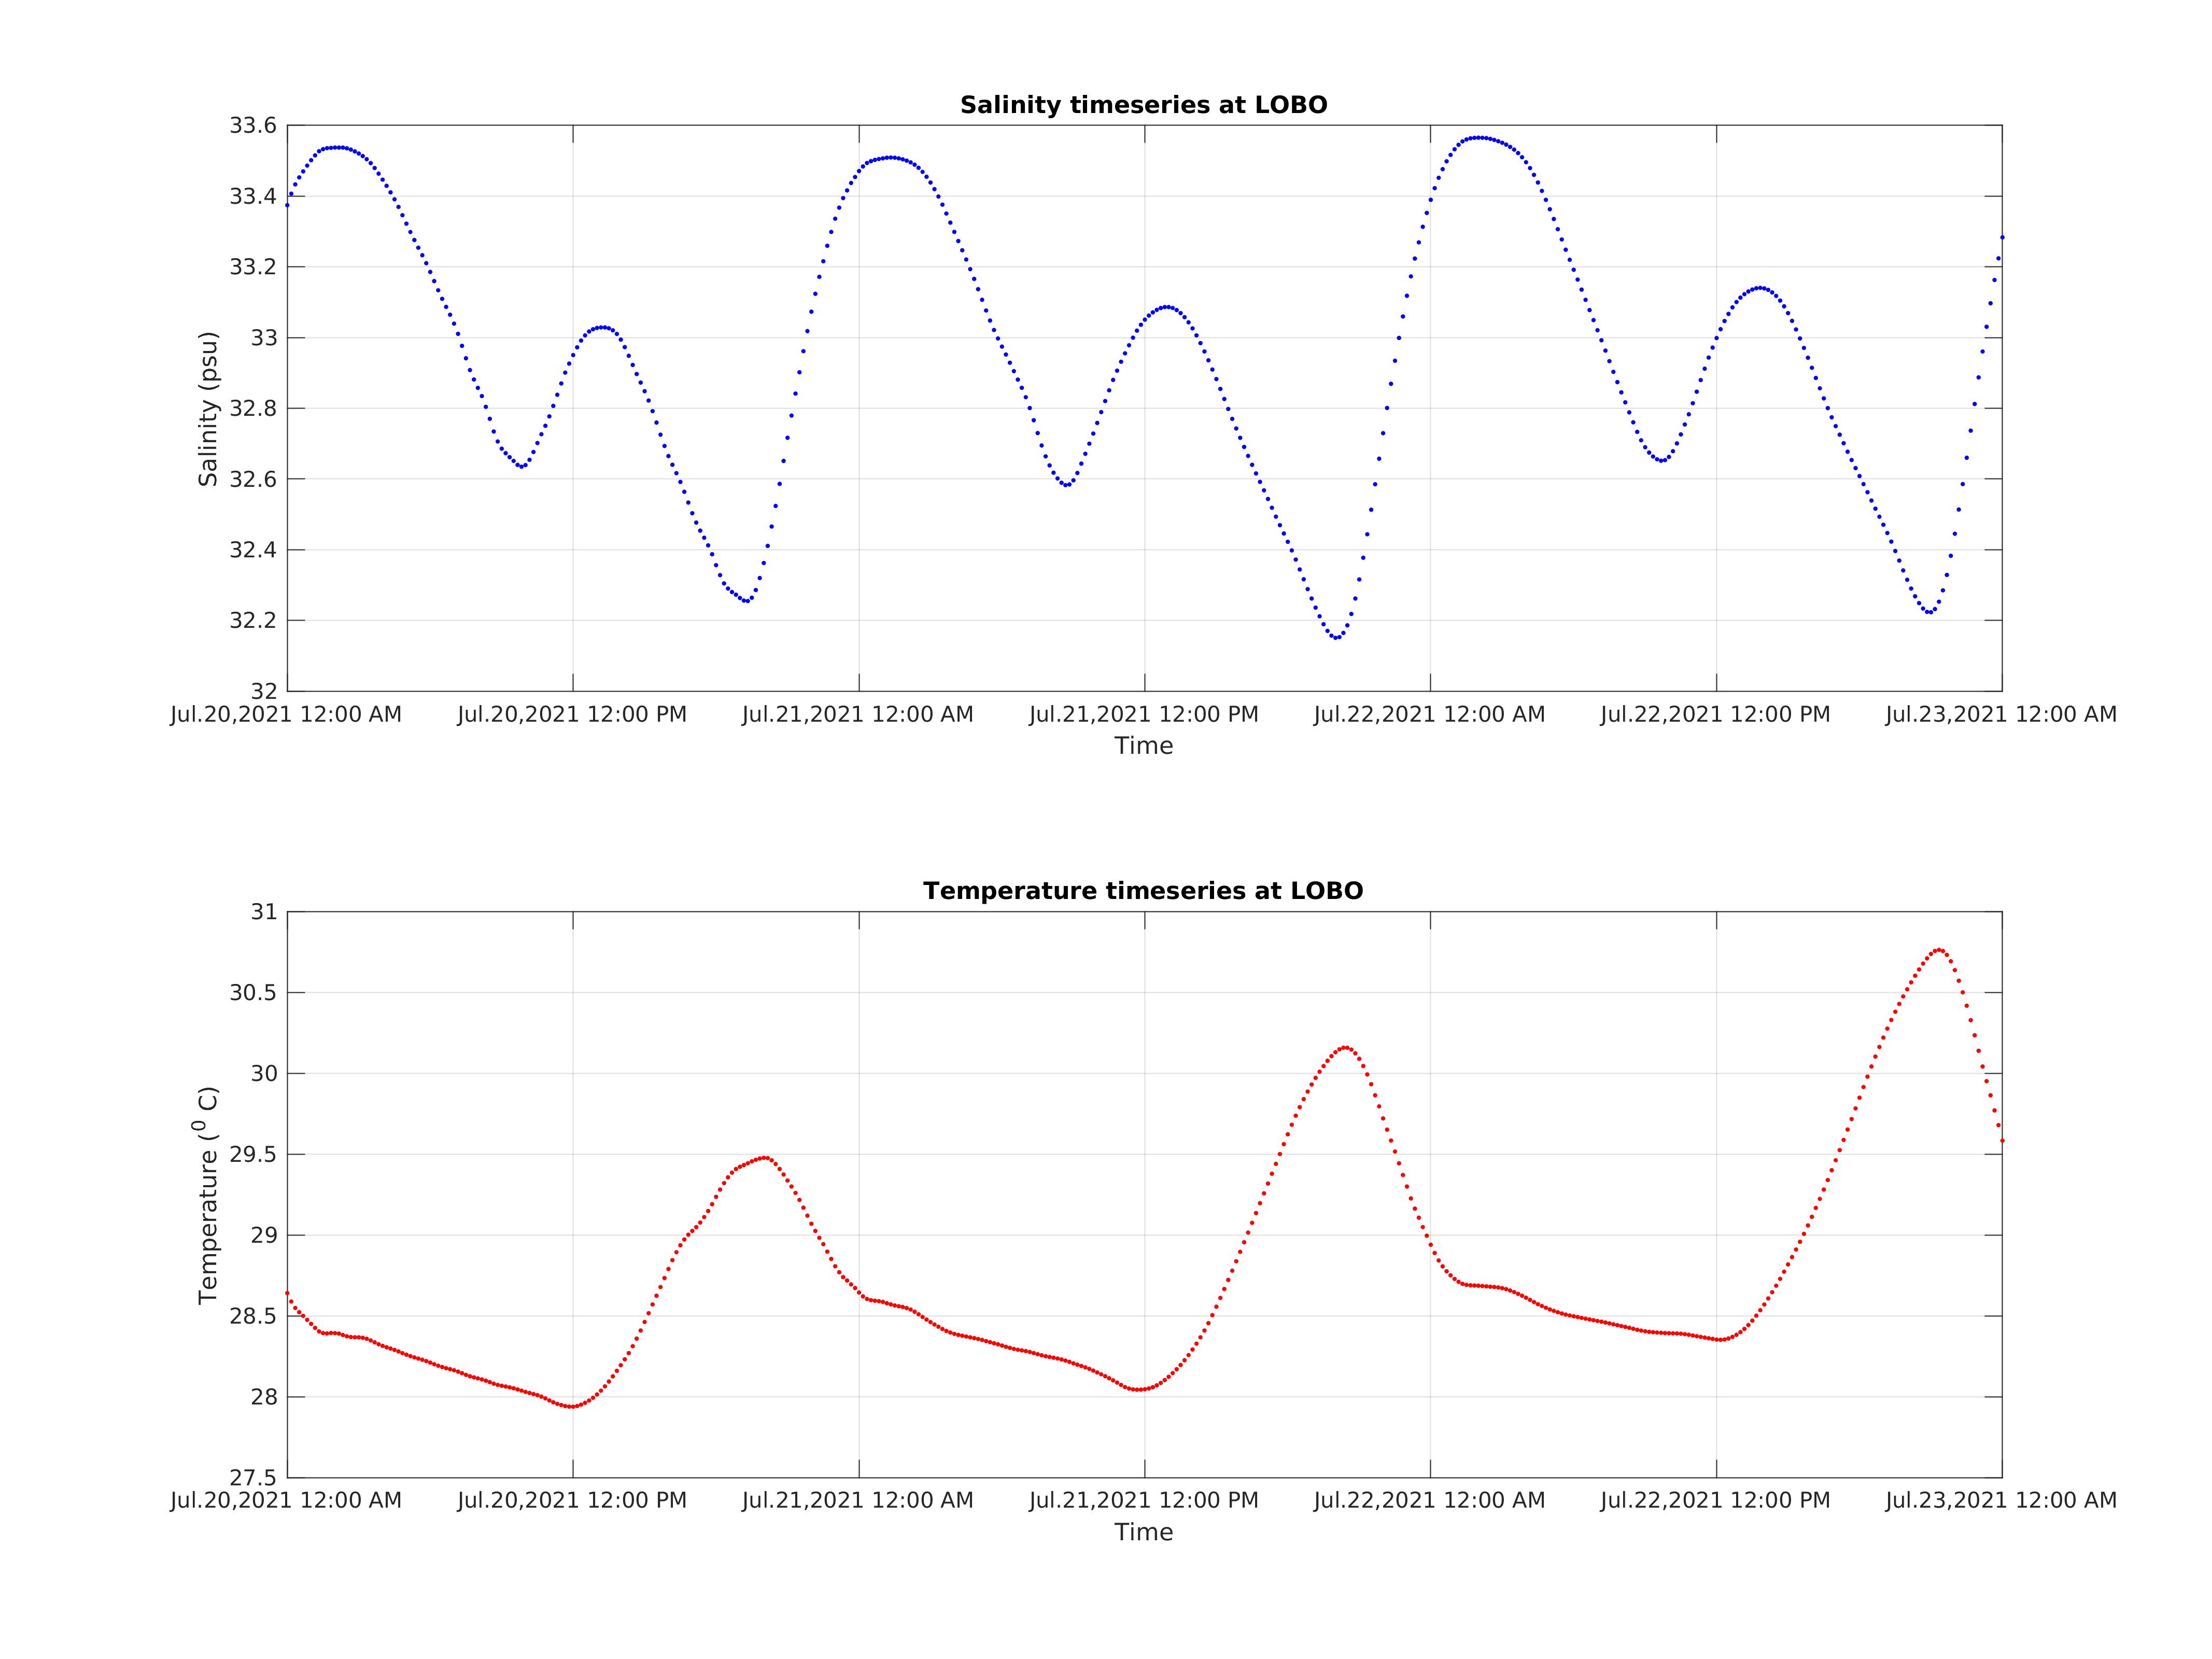 Salinity timeseries at LOBO
33.6
33.4
33.2
33
32.8
32.6
32.4
32.2
32
Salinity (psu)
Jul.20,2021 12:00 AM Jul.20,2021 12:00 PM Jul.21,2021 12:00 AM Jul.21,2021 12:00 PM Jul.22,2021 12:00 AM Jul.22,2021 12:00 PM Jul.23,2021 12:00 AM
Time
Temperature timeseries at LOBO
31
30.5
30
29.5
29
28.5
28
27.5
Temperature (⁰ C)
Jul.20,2021 12:00 AM Jul.20,2021 12:00 PM Jul.21,2021 12:00 AM Jul.21,2021 12:00 PM Jul.22,2021 12:00 AM Jul.22,2021 12:00 PM Jul.23,2021 12:00 AM
Time